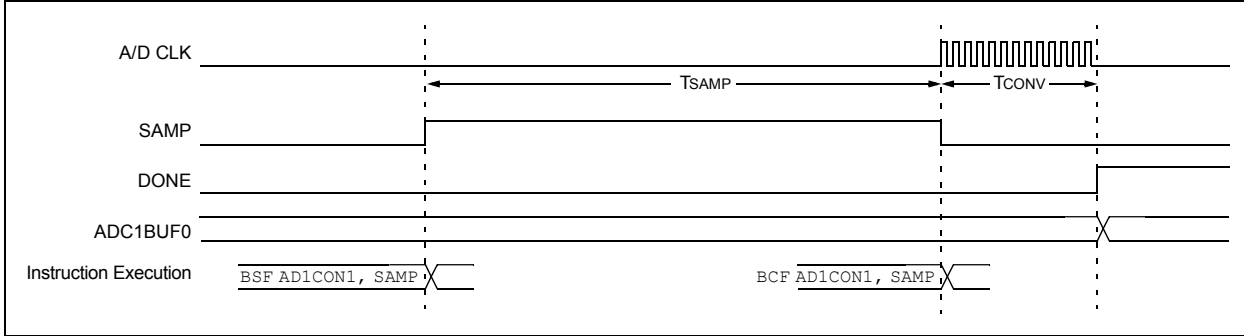 A/D CLK
TSAMP
TCONV
SAMP
DONE
ADC1BUF0
Instruction Execution
BSF AD1CON1, SAMP
BCF AD1CON1, SAMP